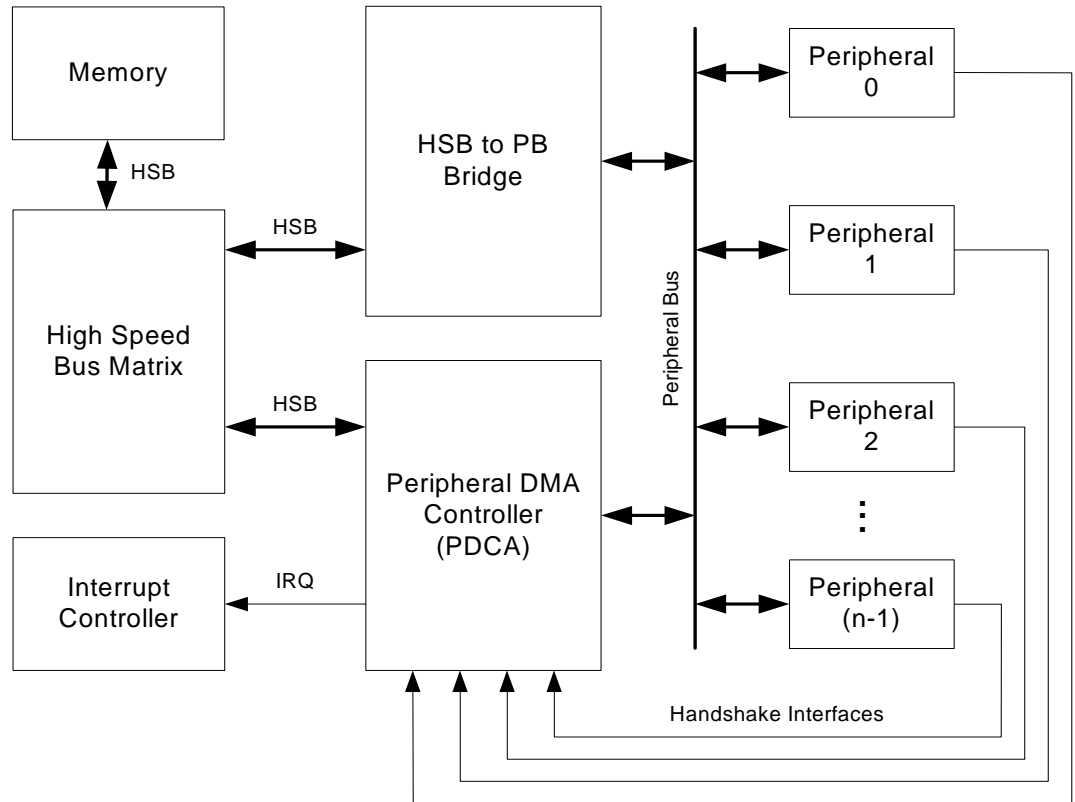 Memory
HSB
High Speed
Bus Matrix
HSB
HSB
HSB to PB
Bridge
Peripheral DMA
Controller
(PDCA)
IRQ
Interrupt
Controller
Peripheral Bus
Peripheral
0
Peripheral
1
Peripheral
2
...
Peripheral
(n-1)
Handshake Interfaces